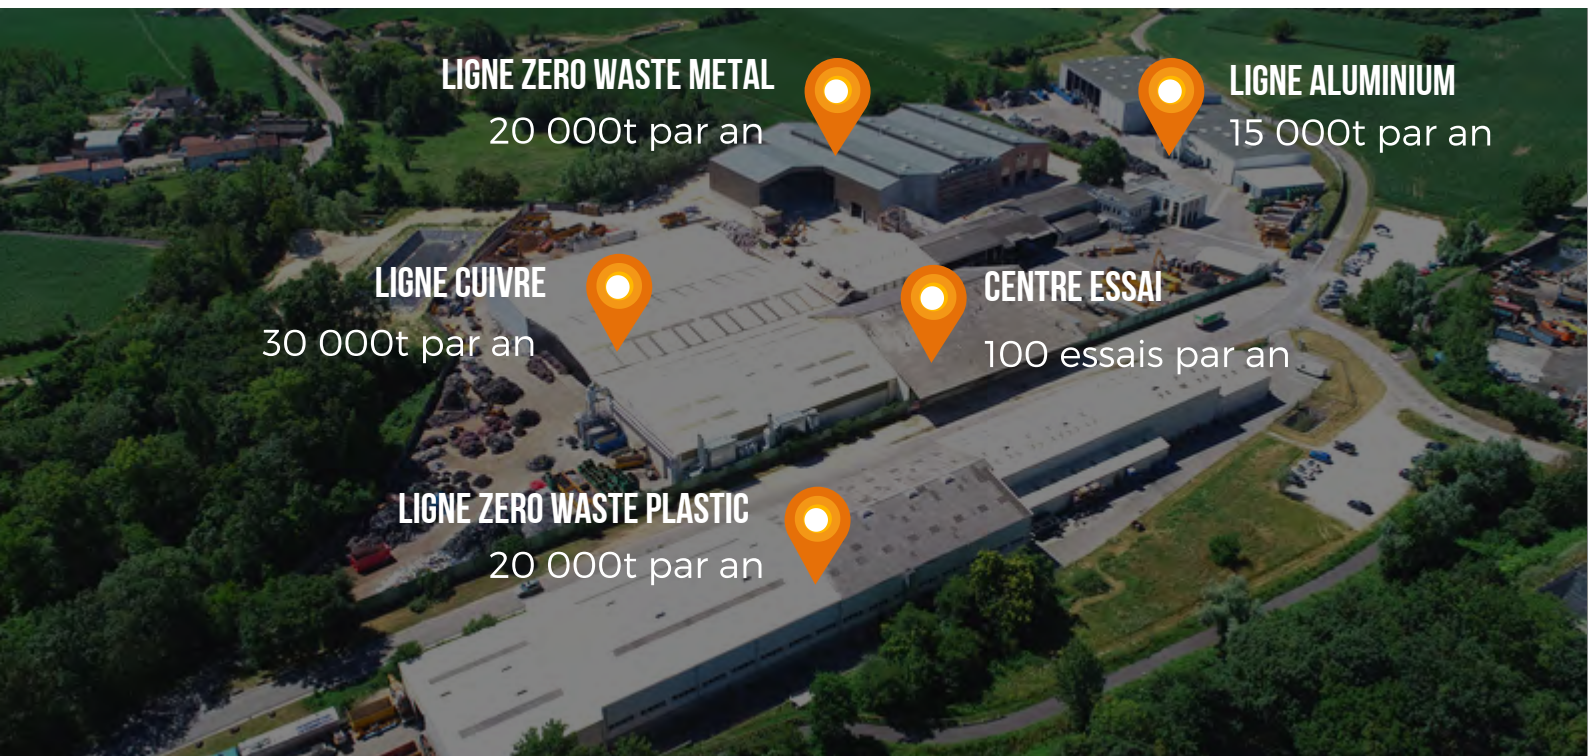 LIGNE ZERO WASTE METAL
20 000t par an
LIGNE ALUMINIUM
15 000t par an
LIGNE CUIVRE
30 000t par an
CENTRE ESSAI
100 essais par an
LIGNE ZERO WASTE PLASTIC
20 000t par an